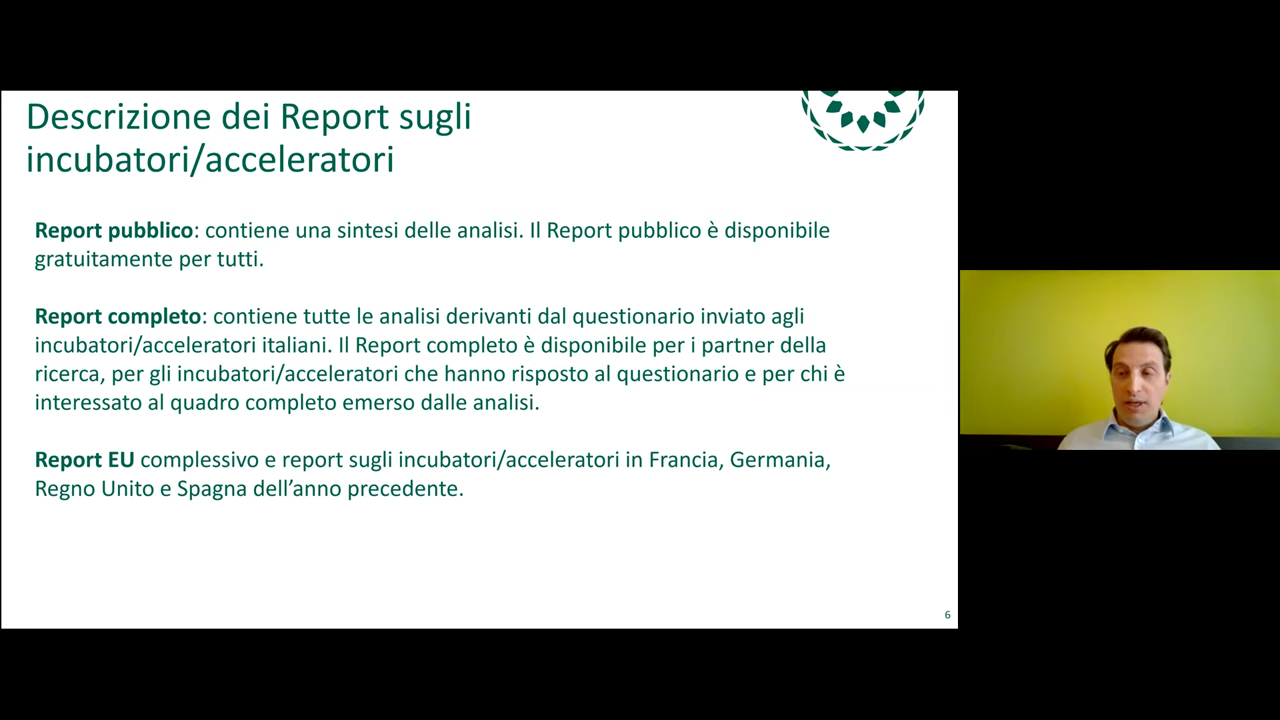 Descrizione dei Report sugli
incubatori/acceleratori
Report pubblico: contiene una sintesi delle analisi. Il Report pubblico è disponibile
gratuitamente per tutti.
Report completo: contiene tutte le analisi derivanti dal questionario inviato agli
incubatori/acceleratori italiani. Il Report completo è disponibile per i partner della
ricerca, per gli incubatori/acceleratori che hanno risposto al questionario e per chi è
interessato al quadro completo emerso dalle analisi.
Report EU complessivo e report sugli incubatori/acceleratori in Francia, Germania,
Regno Unito e Spagna dell’anno precedente.
6